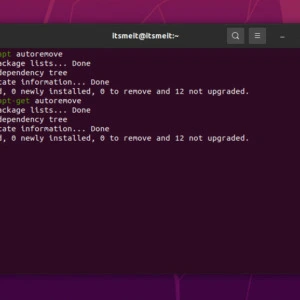 itsmeit@itsmeit:~
apt autoremove
ackage lists... Done
dependency tree
tate information... Done
d, 0 newly installed, 0 to remove and 12 not upgraded.
apt-get autoremove
ackage lists... Done
dependency tree
tate information... Done
d, 0 newly installed, 0 to remove and 12 not upgraded.